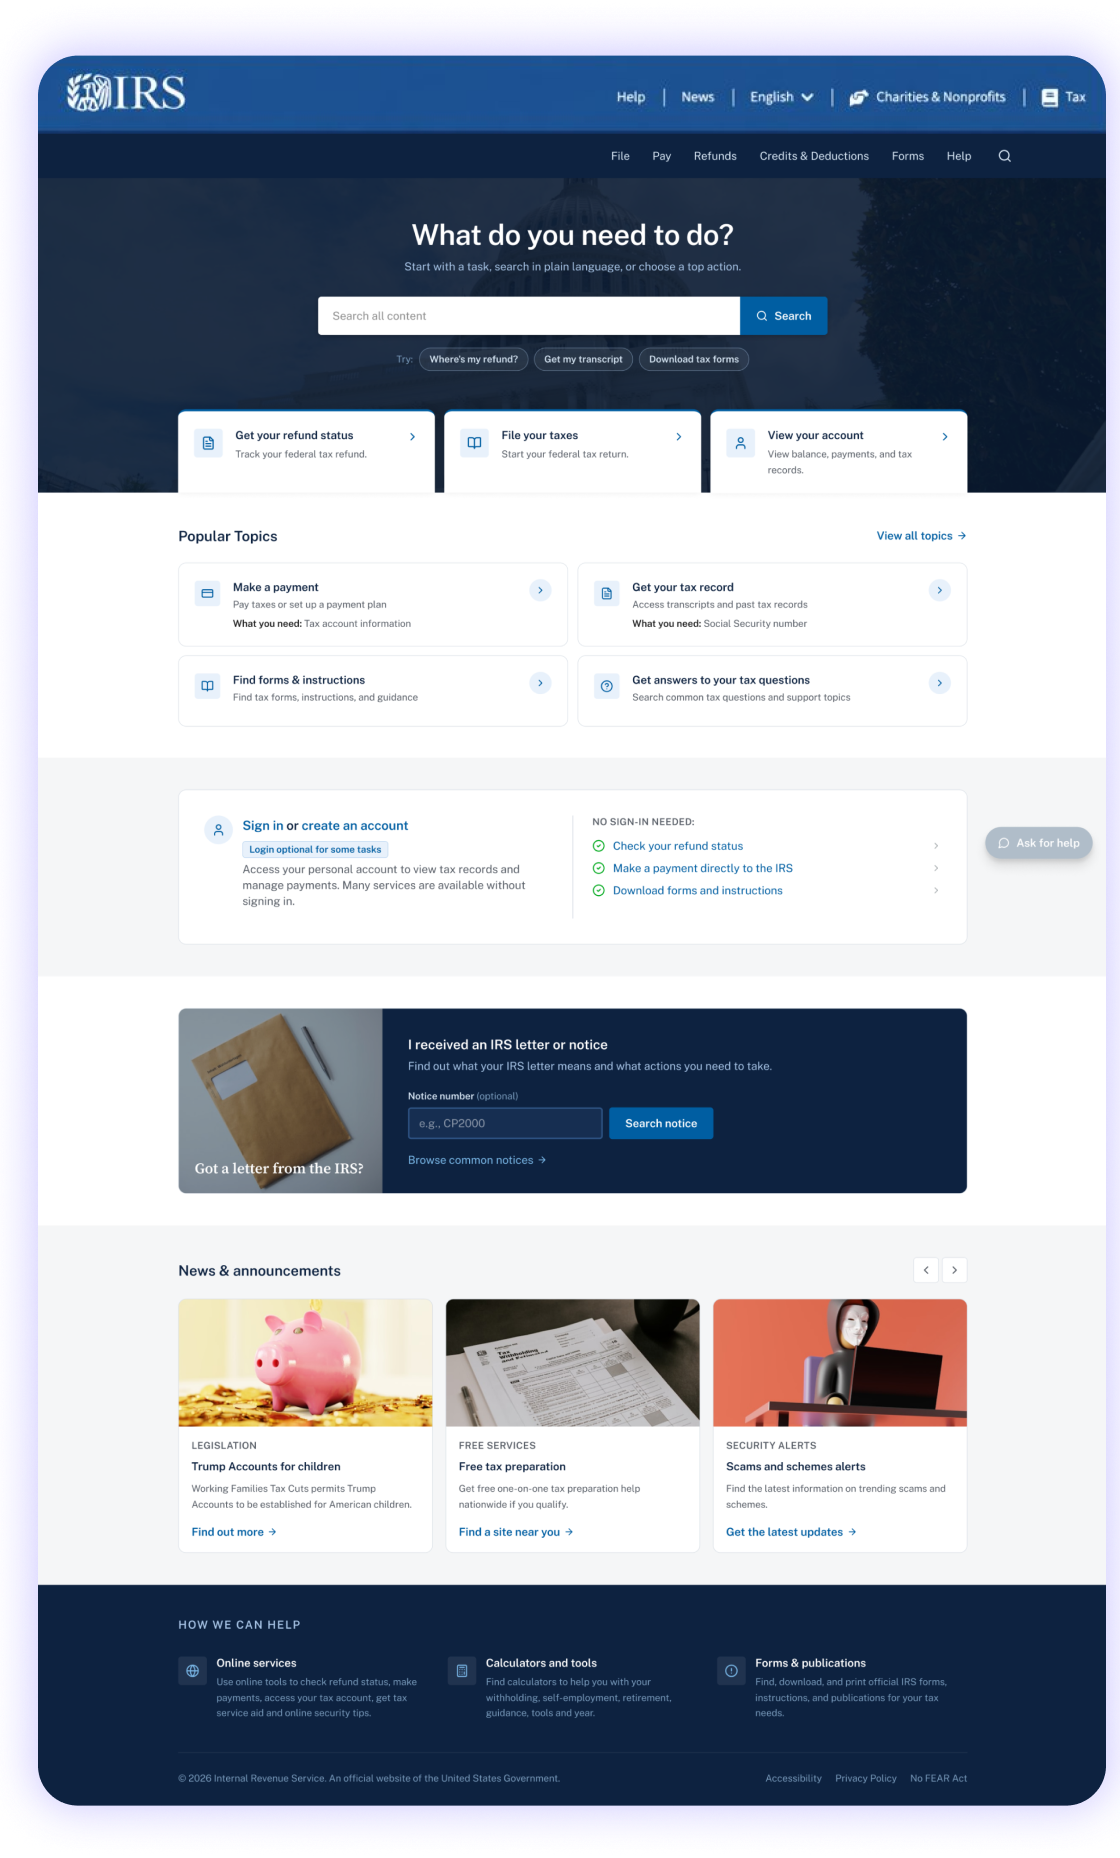 IRS
Help
News
English
Charities & Nonprofits
Tax
File
Pay
Refunds
Credits & Deductions
Forms
Help
What do you need to do?
Start with a task, search in plain language, or choose a top action.
Search all content
Search
Try:
Where's my refund?
Get my transcript
Download tax forms
Get your refund status
Track your federal tax refund.
File your taxes
Start your federal tax return.
View your account
View balance, payments, and tax
records.
Popular Topics
View all topics
Make a payment
Pay taxes or set up a payment plan
What you need: Tax account information
Get your tax record
Access transcripts and past tax records
What you need: Social Security number
Find forms & instructions
Find tax forms, instructions, and guidance
Get answers to your tax questions
Search common tax questions and support topics
Sign in or create an account
Login optional for some tasks
Access your personal account to view tax records and
manage payments. Many services are available without
signing in.
NO SIGN-IN NEEDED:
Check your refund status
Make a payment directly to the IRS
Download forms and instructions
Ask for help
Got a letter from the IRS?
I received an IRS letter or notice
Find out what your IRS letter means and what actions you need to take.
Notice number (optional)
e.g., CP2000
Search notice
Browse common notices
News & announcements
LEGISLATION
Trump Accounts for children
Working Families Tax Cuts permits Trump
Accounts to be established for American children.
Find out more
Tax
Withholding
and Estimated
FREE SERVICES
Free tax preparation
Get free one-on-one tax preparation help
nationwide if you qualify.
Find a site near you
SECURITY ALERTS
Scams and schemes alerts
Find the latest information on trending scams and
schemes.
Get the latest updates
HOW WE CAN HELP
Online services
Use online tools to check refund status, make
payments, access your tax account, get tax
service aid and online security tips.
Calculators and tools
Find calculators to help you with your
withholding, self-employment, retirement,
guidance, tools and year.
Forms & publications
Find, download, and print official IRS forms,
instructions, and publications for your tax
needs.
© 2026 Internal Revenue Service. An official website of the United States Government.
Accessibility
Privacy Policy
No FEAR Act